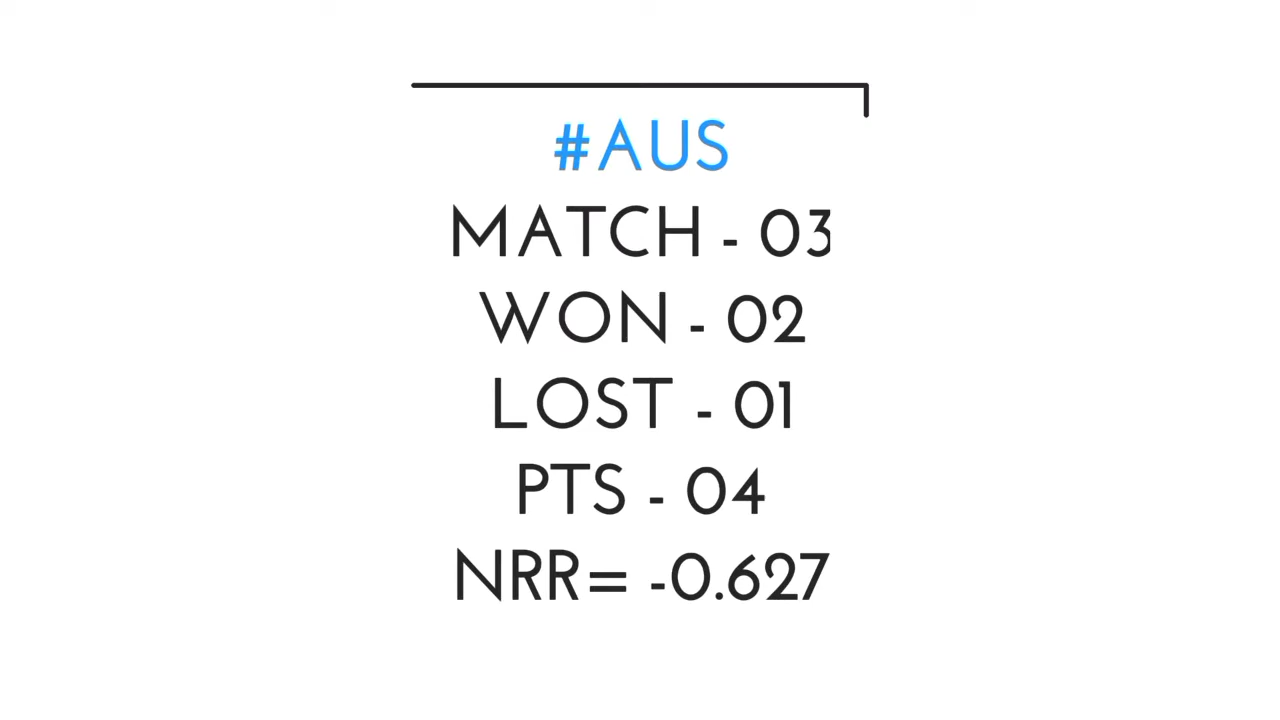 #AUS
MATCH - 03
WON - 02
LOST - 01
PTS - 04
NRR= -0.627